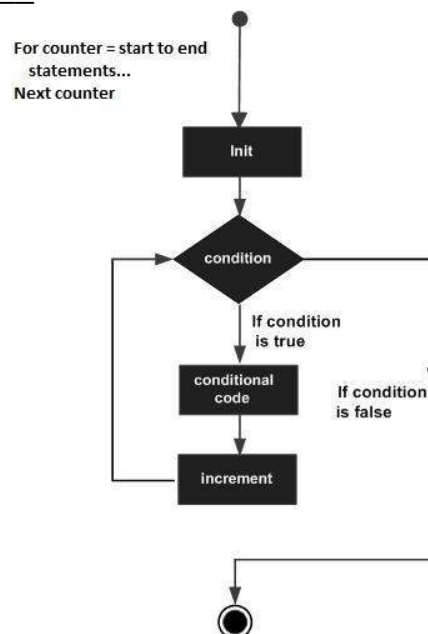 For counter = start to end
statements...
Next counter
Init
condition
If condition
is true
conditional
code
If condition
is false
increment